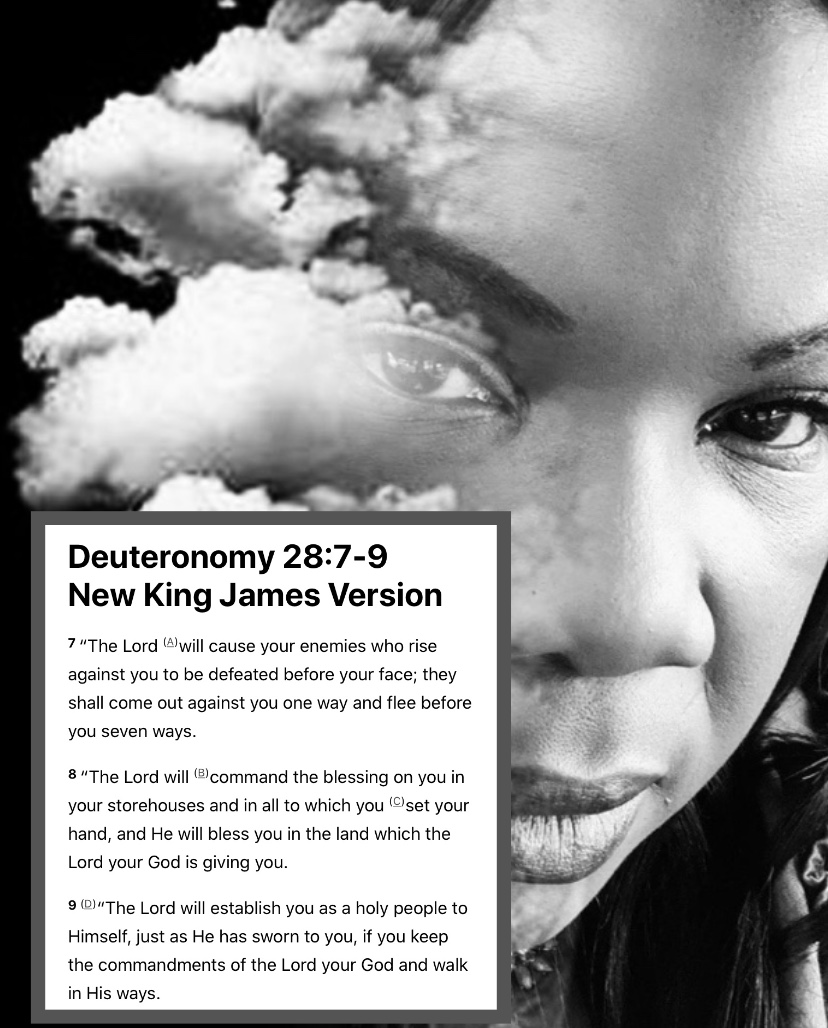 Deuteronomy 28:7-9
New King James Version
7 “The Lord (A)will cause your enemies who rise
against you to be defeated before your face; they
shall come out against you one way and flee before
you seven ways.
8 “The Lord will (B)command the blessing on you in
your storehouses and in all to which you (C)set your
hand, and He will bless you in the land which the
Lord your God is giving you.
9 (D)“The Lord will establish you as a holy people to
Himself, just as He has sworn to you, if you keep
the commandments of the Lord your God and walk
in His ways.